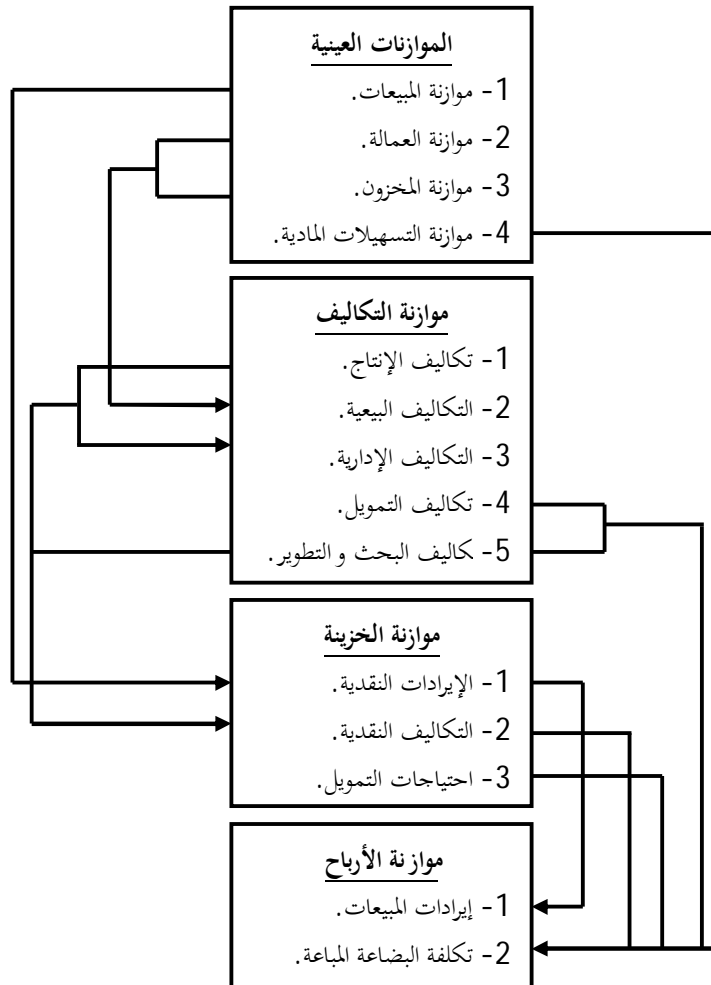 الموازنات العينية
1- موازنة المبيعات.
2- موازنة العمالة.
3- موازنة المخزون.
4- موازنة التسهيلات المادية.
موازنة التكاليف
1- تكاليف الإنتاج.
2- التكاليف البيعية.
3- التكاليف الإدارية.
4- تكاليف التمويل.
5- كاليف البحث و التطوير.
موازنة الخزينة
1- الإيرادات النقدية.
2- التكاليف النقدية.
3- احتياجات التمويل.
موازنة الأرباح
1- إيرادات المبيعات.
2- تكلفة البضاعة المباعة.